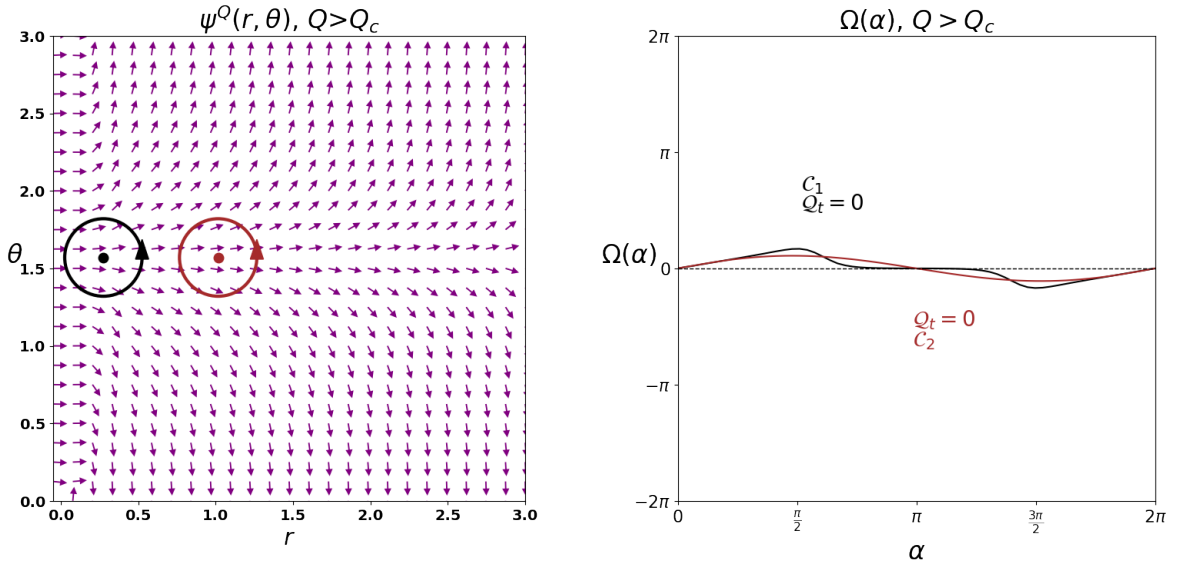 ψ^Q(r, θ), Q>Q_c
3.0
2.5
2.0
θ
1.5
1.0
0.5
0.0
0.0 0.5 1.0 1.5 2.0 2.5 3.0
r
Ω(α), Q > Q_c
2π
π
Ω(α) 0
−π
−2π
𝒞_1
𝒬_t = 0
𝒬_t = 0
𝒞_2
0 π/2 π 3π/2 2π
α